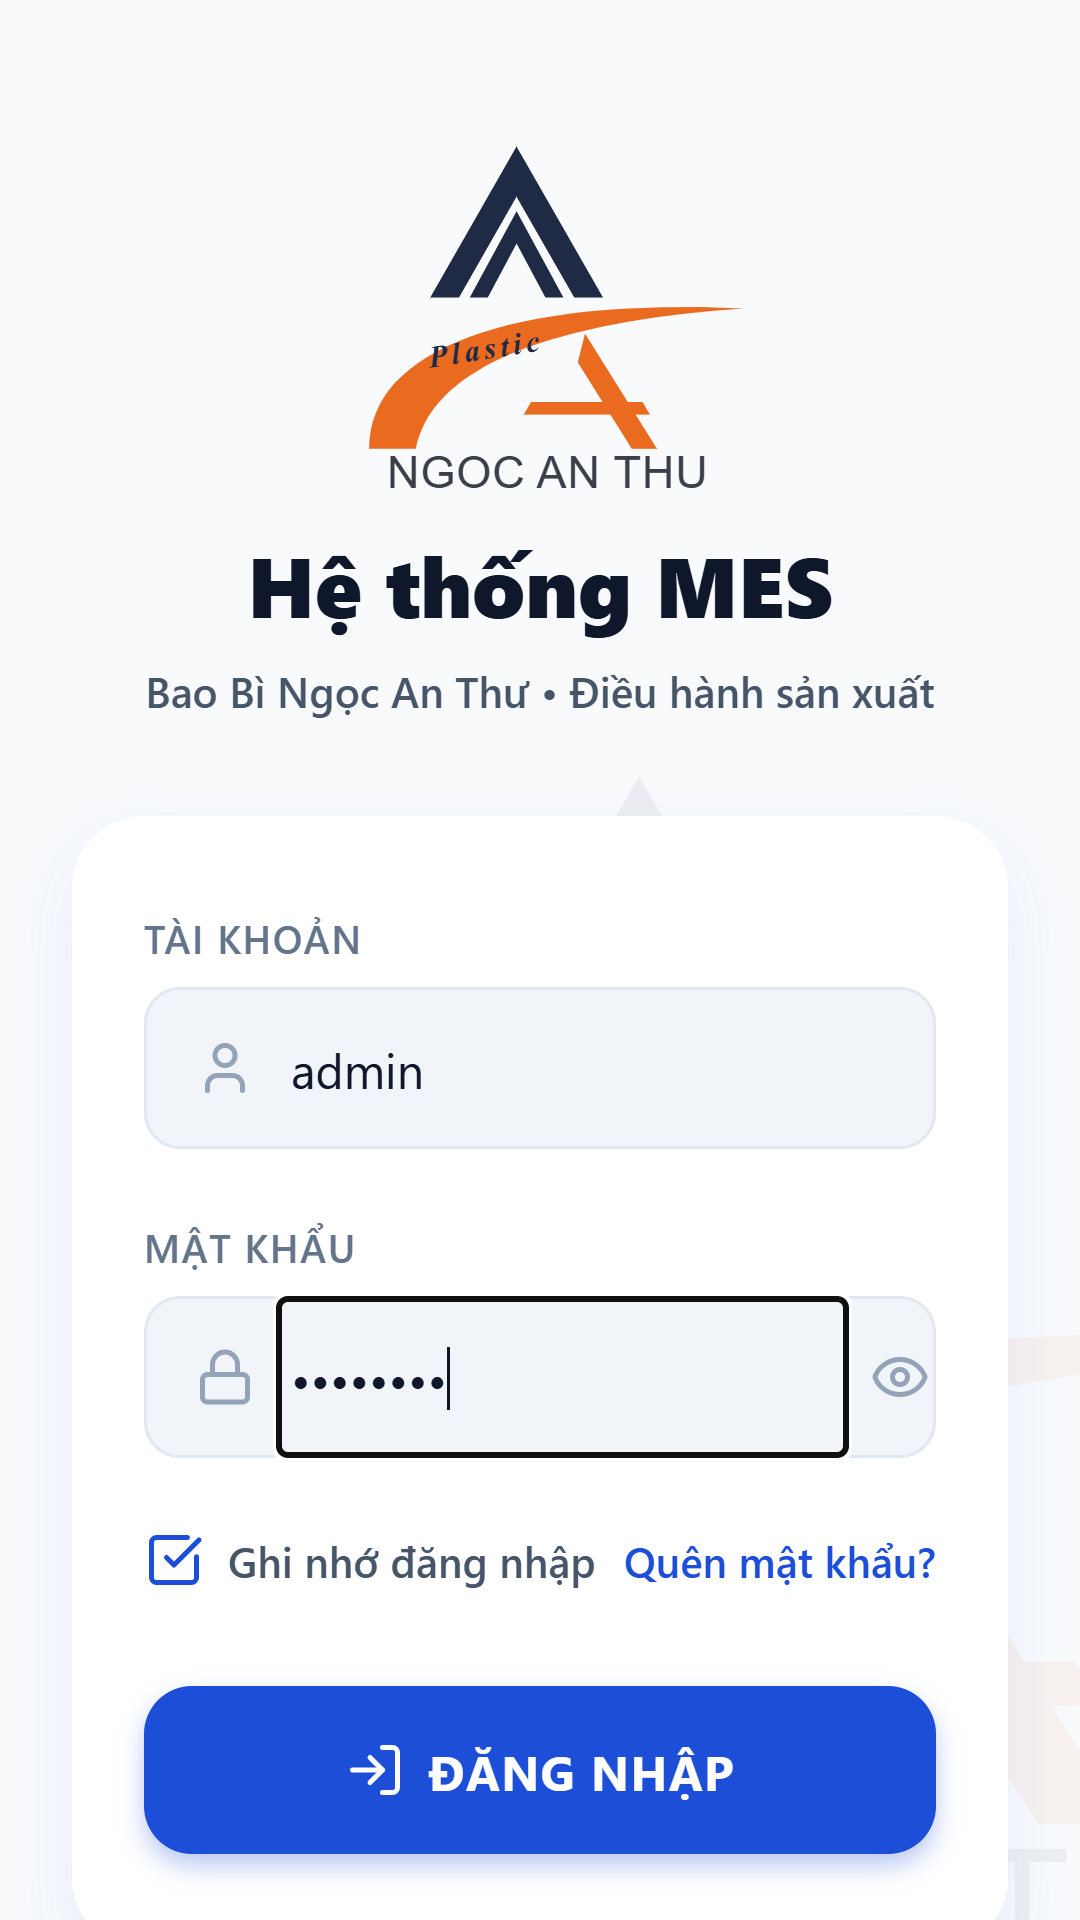 Plastic
NGOC AN THU
Hệ thống MES
Bao Bì Ngọc An Thư • Điều hành sản xuất
TÀI KHOẢN
admin
MẬT KHẨU
••••••••
Ghi nhớ đăng nhập Quên mật khẩu?
ĐĂNG NHẬP